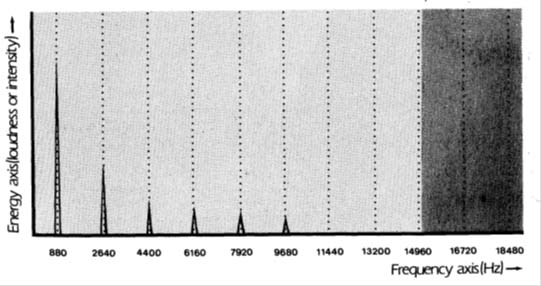 Energy axis(loudness or intensity) →
880 2640 4400 6160 7920 9680 11440 13200 14960 16720 18480
Frequency axis(Hz) →